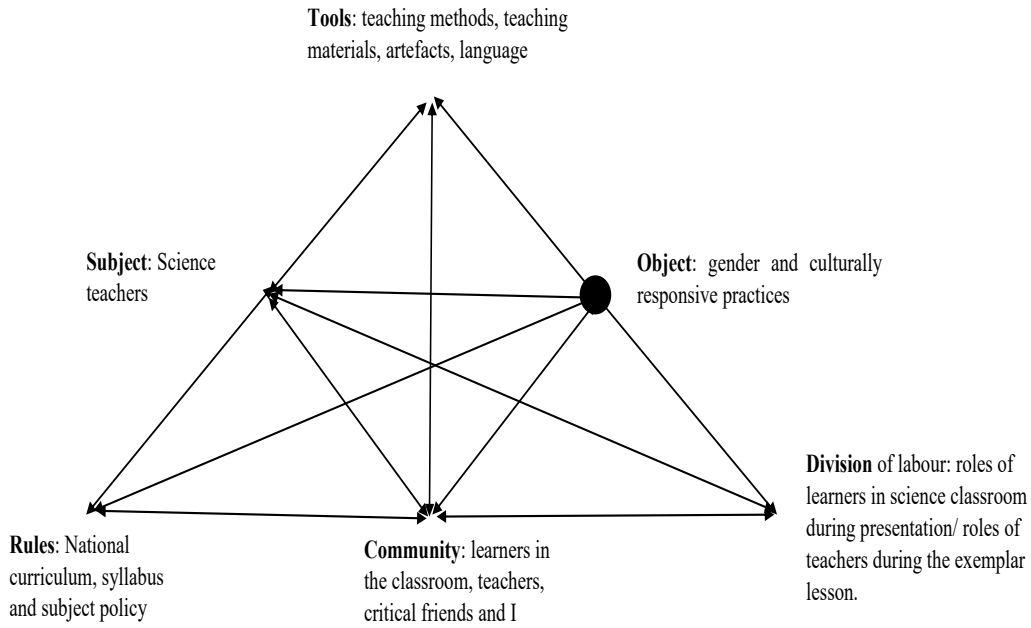 Tools: teaching methods, teaching
materials, artefacts, language
Subject: Science
teachers
Object: gender and culturally
responsive practices
Rules: National
curriculum, syllabus
and subject policy
Community: learners in
the classroom, teachers,
critical friends and I
Division of labour: roles of
learners in science classroom
during presentation/ roles of
teachers during the exemplar
lesson.